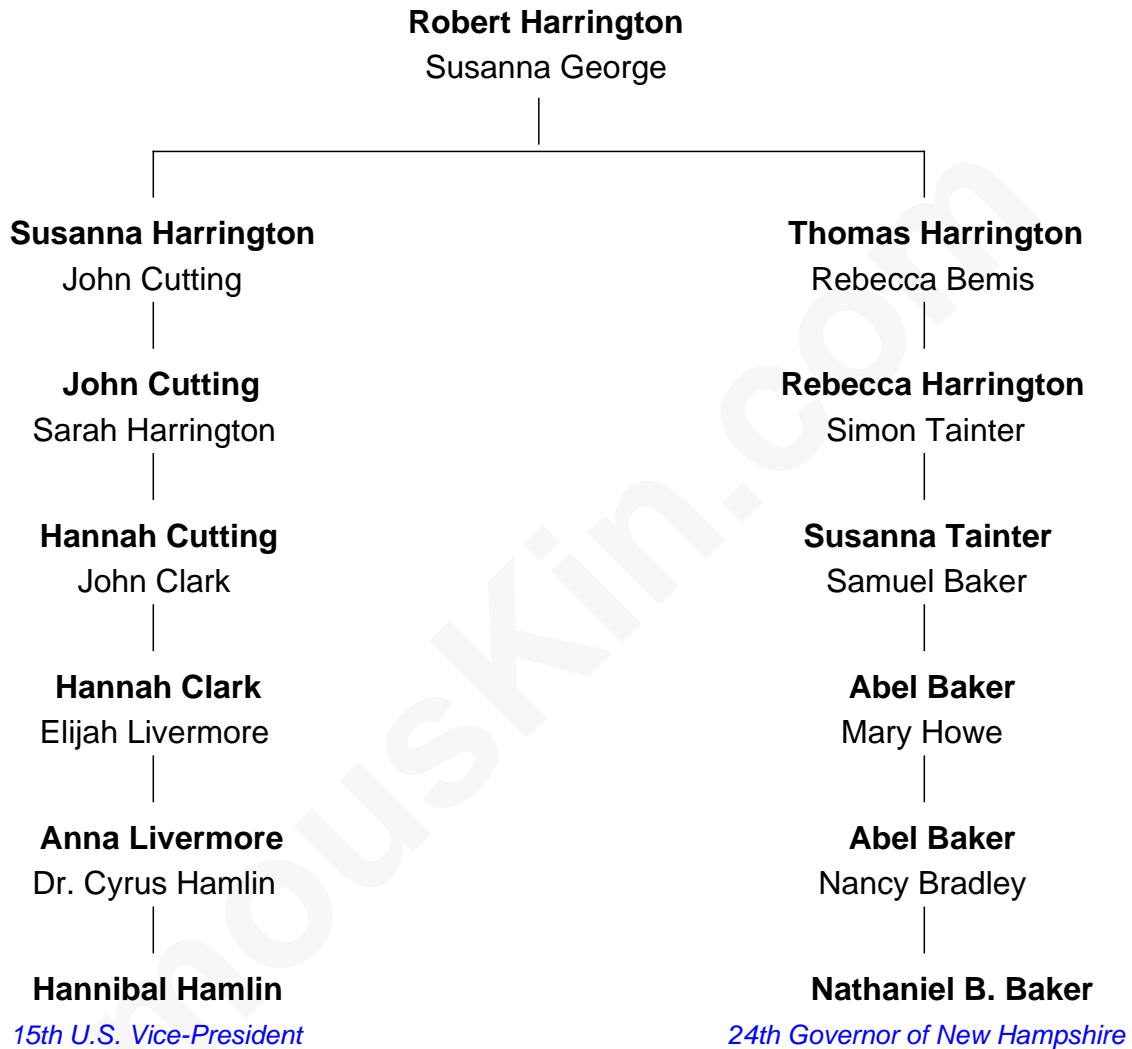 Robert Harrington
Susanna George
Susanna Harrington
John Cutting
Thomas Harrington
Rebecca Bemis
John Cutting
Sarah Harrington
Rebecca Harrington
Simon Tainter
Hannah Cutting
John Clark
Susanna Tainter
Samuel Baker
Hannah Clark
Elijah Livermore
Abel Baker
Mary Howe
Anna Livermore
Dr. Cyrus Hamlin
Abel Baker
Nancy Bradley
Hannibal Hamlin
15th U.S. Vice-President
Nathaniel B. Baker
24th Governor of New Hampshire
mouskin.com